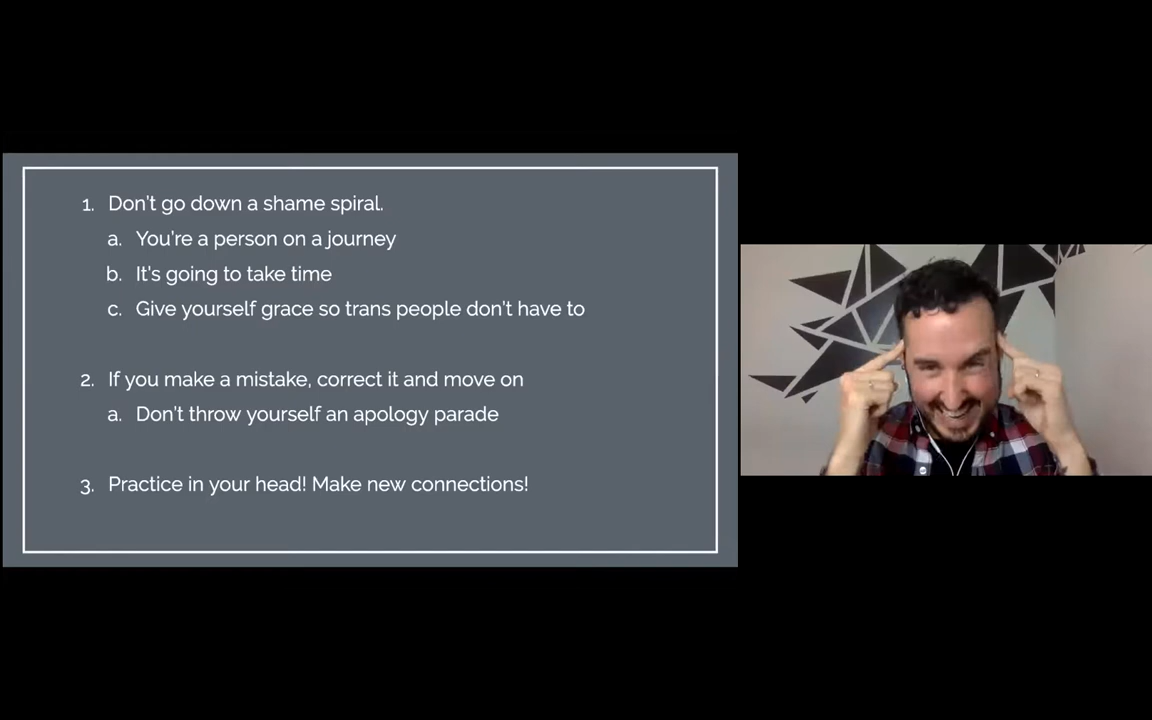 1. Don't go down a shame spiral.
a. You're a person on a journey
b. It's going to take time
c. Give yourself grace so trans people don't have to
2. If you make a mistake, correct it and move on
a. Don't throw yourself an apology parade
3. Practice in your head! Make new connections!